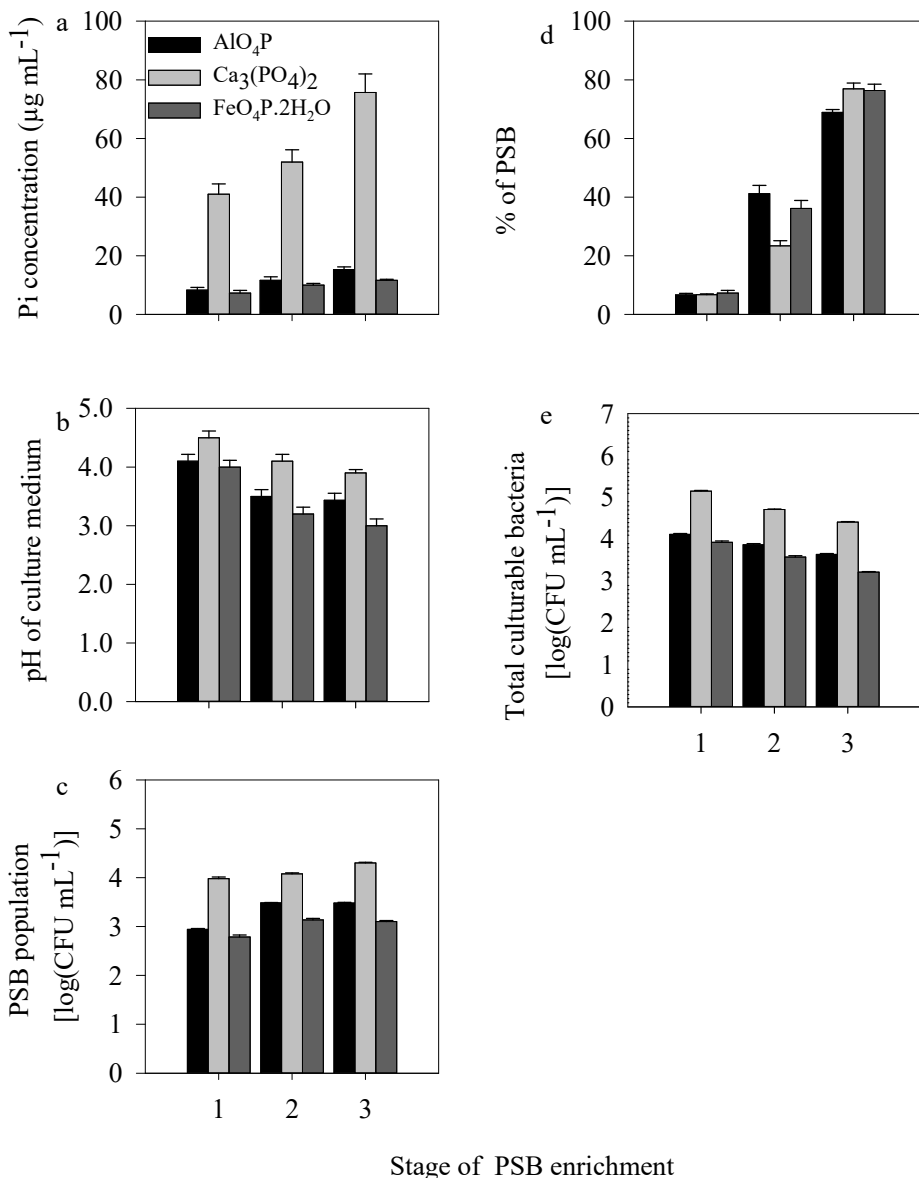 a
100
80
60
40
20
0
Pi concentration (µg mL⁻¹)
AlO₄P
Ca₃(PO₄)₂
FeO₄P.2H₂O
d
100
80
60
40
20
0
% of PSB
b
5.0
4.0
3.0
2.0
1.0
0.0
pH of culture medium
e
7
6
5
4
3
2
1
0
Total culturable bacteria
[log(CFU mL⁻¹)]
1 2 3
c
6
5
4
3
2
1
0
PSB population
[log(CFU mL⁻¹)]
1 2 3
Stage of PSB enrichment